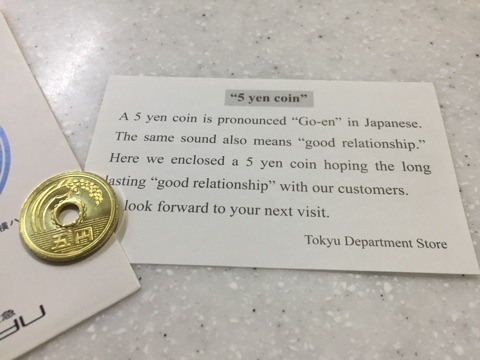 “5 yen coin”
A 5 yen coin is pronounced “Go-en” in Japanese.
The same sound also means “good relationship.”
Here we enclosed a 5 yen coin hoping the long
lasting “good relationship” with our customers.
look forward to your next visit.
Tokyu Department Store
五円
急